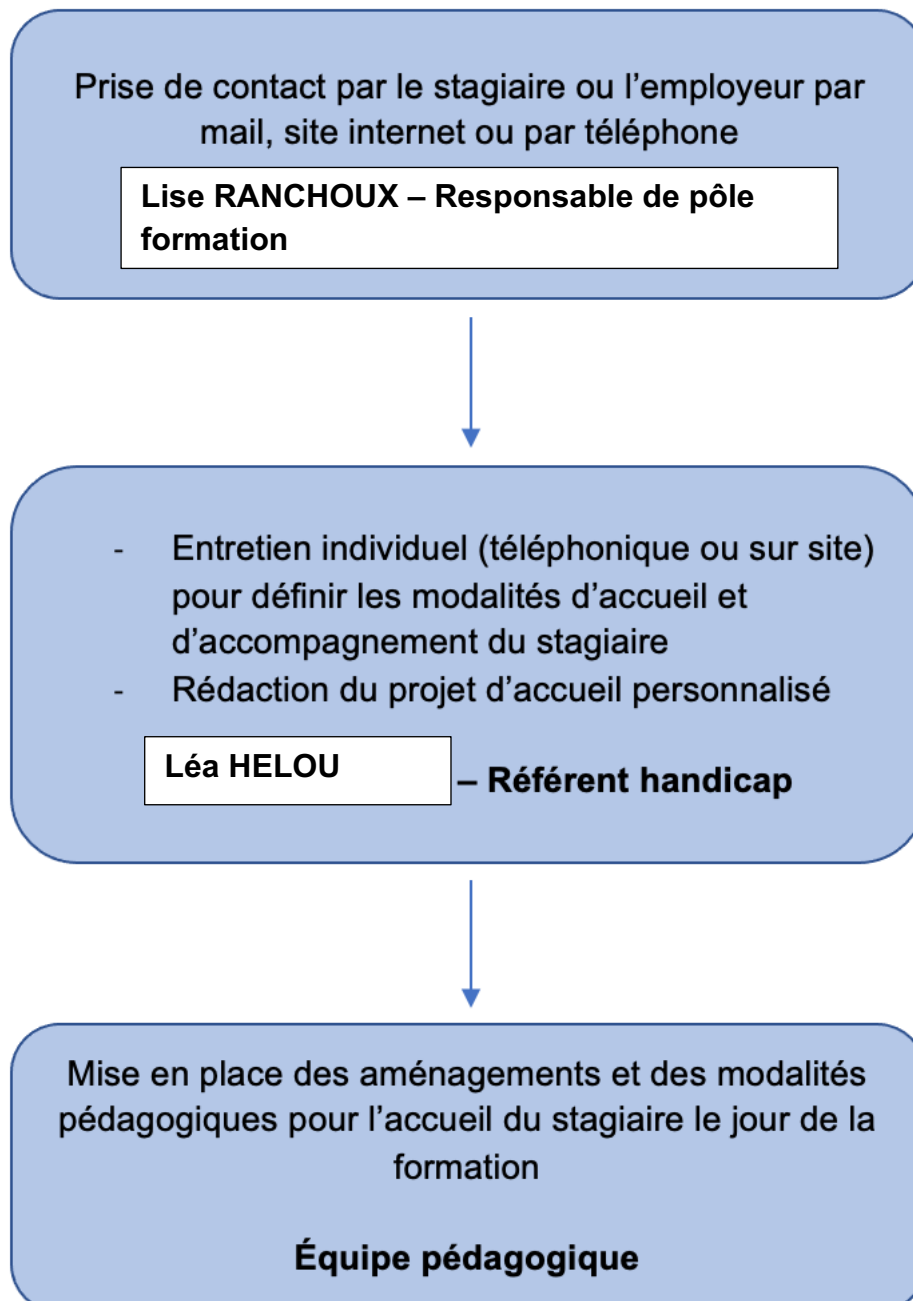 Prise de contact par le stagiaire ou l’employeur par
mail, site internet ou par téléphone
Lise RANCHOUX – Responsable de pôle
formation
- Entretien individuel (téléphonique ou sur site)
pour définir les modalités d’accueil et
d’accompagnement du stagiaire
- Rédaction du projet d’accueil personnalisé
Léa HELOU – Référent handicap
Mise en place des aménagements et des modalités
pédagogiques pour l’accueil du stagiaire le jour de la
formation
Équipe pédagogique